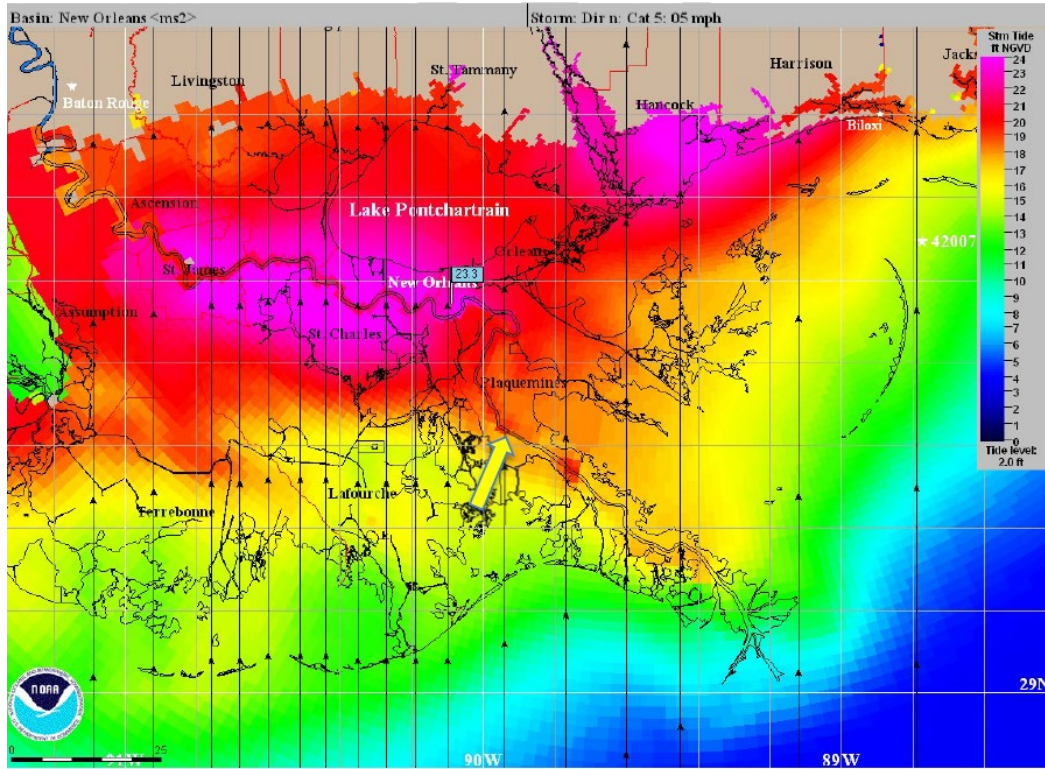 Basin: New Orleans <ms2>
Storm: Dir n: Cat 5: 05 mph
Stm Tide
ft NGVD
24
23
22
21
20
19
18
17
16
15
14
13
12
11
10
9
8
7
6
5
4
3
2
1
0
Tide level:
2.0 ft
Livingston
St. Tammany
Harrison
Jacks
Baton Rouge
Hancock
Biloxi
Ascension
Lake Pontchartrain
Orleans
42007
St. James
23.3
New Orleans
Assumption
St. Charles
Plaquemines
Lafourche
Terrebonne
NOAA
29N
0
25
91W
90W
89W